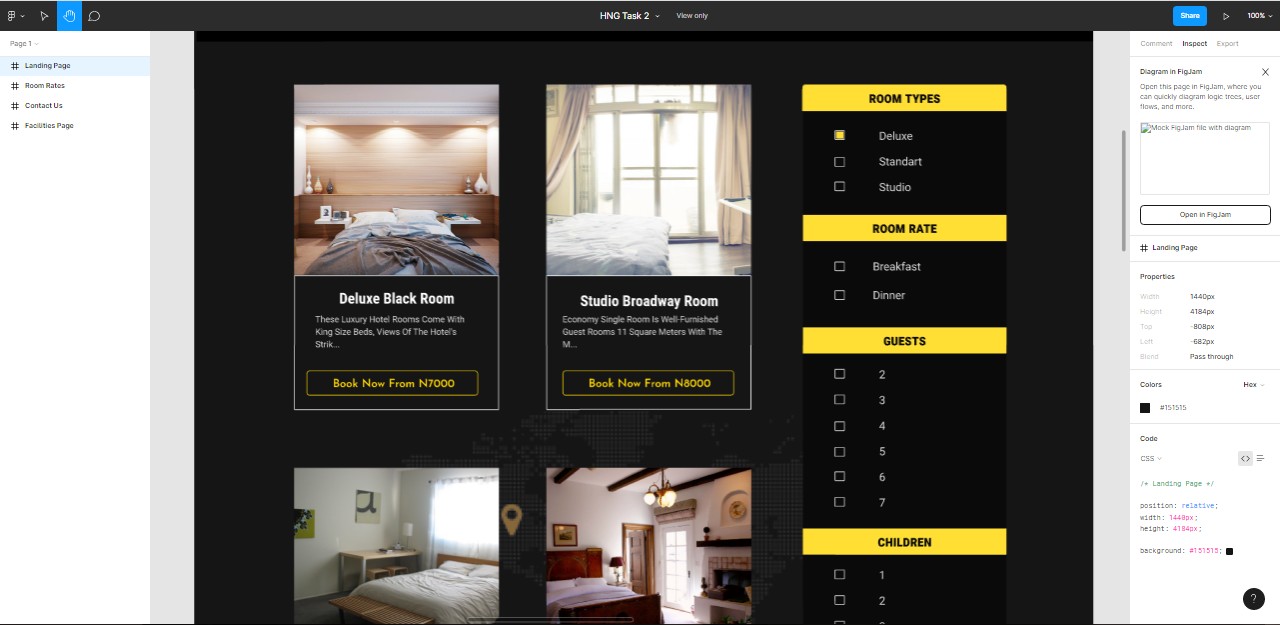 HNG Task 2
View only
Share
100%
Page 1
Landing Page
Room Rates
Contact Us
Facilities Page
Deluxe Black Room
These Luxury Hotel Rooms Come With
King Size Beds, Views Of The Hotel's
Strik...
Book Now From N7000
Studio Broadway Room
Economy Single Room Is Well-Furnished
Guest Rooms 11 Square Meters With The
M...
Book Now From N8000
ROOM TYPES
Deluxe
Standart
Studio
ROOM RATE
Breakfast
Dinner
GUESTS
2
3
4
5
6
7
CHILDREN
1
2
Comment
Inspect
Export
Diagram in FigJam
Open this page in FigJam, where you
can quickly diagram logic trees, user
flows, and more.
Mock FigJam file with diagram
Open in FigJam
Landing Page
Properties
Width 1440px
Height 4184px
Top -808px
Left -682px
Blend Pass through
Colors
Hex
#151515
Code
CSS
/* Landing Page */
position: relative;
width: 1440px;
height: 4184px;
background: #151515;
?